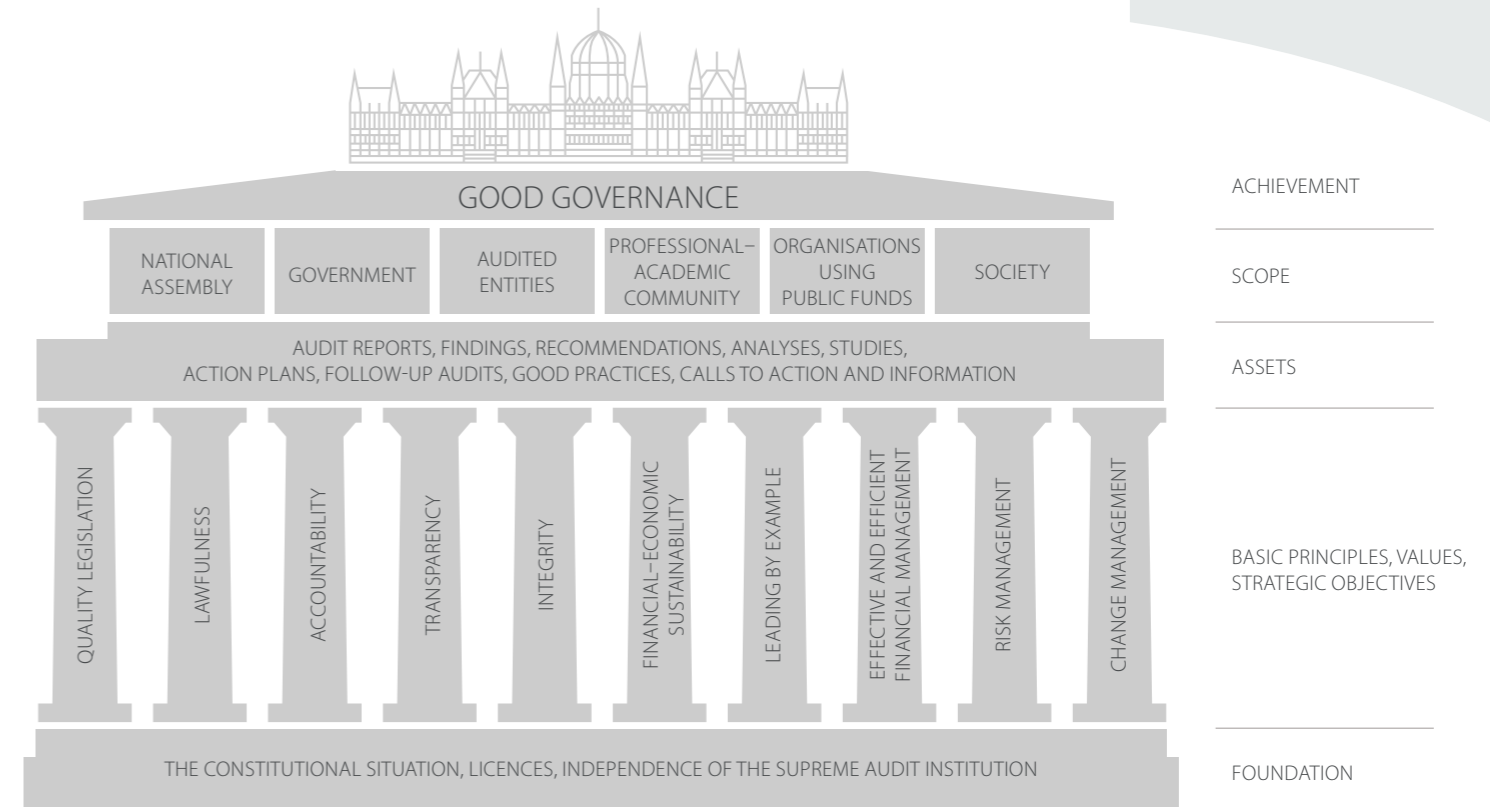 GOOD GOVERNANCE
ACHIEVEMENT
NATIONAL
ASSEMBLY
GOVERNMENT
AUDITED
ENTITIES
PROFESSIONAL–
ACADEMIC
COMMUNITY
ORGANISATIONS
USING
PUBLIC FUNDS
SOCIETY
SCOPE
AUDIT REPORTS, FINDINGS, RECOMMENDATIONS, ANALYSES, STUDIES,
ACTION PLANS, FOLLOW-UP AUDITS, GOOD PRACTICES, CALLS TO ACTION AND INFORMATION
ASSETS
QUALITY LEGISLATION
LAWFULNESS
ACCOUNTABILITY
TRANSPARENCY
INTEGRITY
FINANCIAL–ECONOMIC
SUSTAINABILITY
LEADING BY EXAMPLE
EFFECTIVE AND EFFICIENT
FINANCIAL MANAGEMENT
RISK MANAGEMENT
CHANGE MANAGEMENT
BASIC PRINCIPLES, VALUES,
STRATEGIC OBJECTIVES
THE CONSTITUTIONAL SITUATION, LICENCES, INDEPENDENCE OF THE SUPREME AUDIT INSTITUTION
FOUNDATION